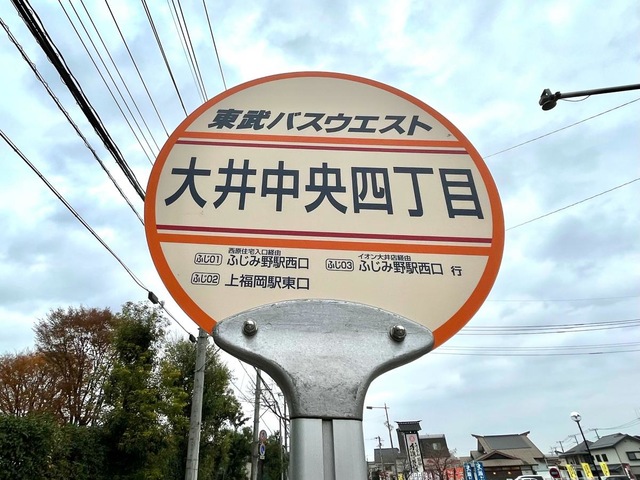 東武バスウエスト
大井中央四丁目
西原住宅入口経由
ふじ01 ふじみ野駅西口
ふじ02 上福岡駅東口
イオン大井店経由
ふじ03 ふじみ野駅西口 行